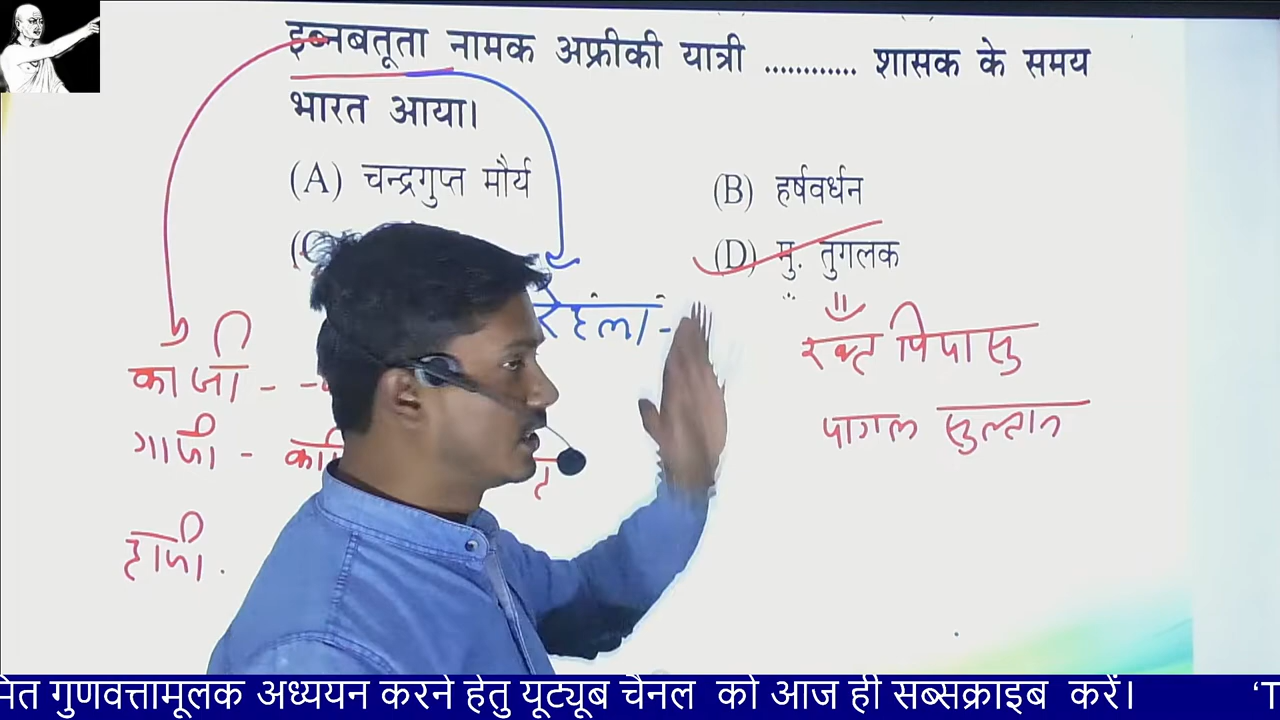 इब्नबतूता नामक अफ्रीकी यात्री ............ शासक के समय
भारत आया।
(A) चन्द्रगुप्त मौर्य
(B) हर्षवर्धन
(C
(D) मु. तुगलक
रेहला -
रक्त पिपासु
काजी -
पागल सुल्तान
गाजी -
हाजी
गुणवत्तामूलक अध्ययन करने हेतु यूट्यूब चैनल को आज ही सब्सक्राइब करें। ‘T